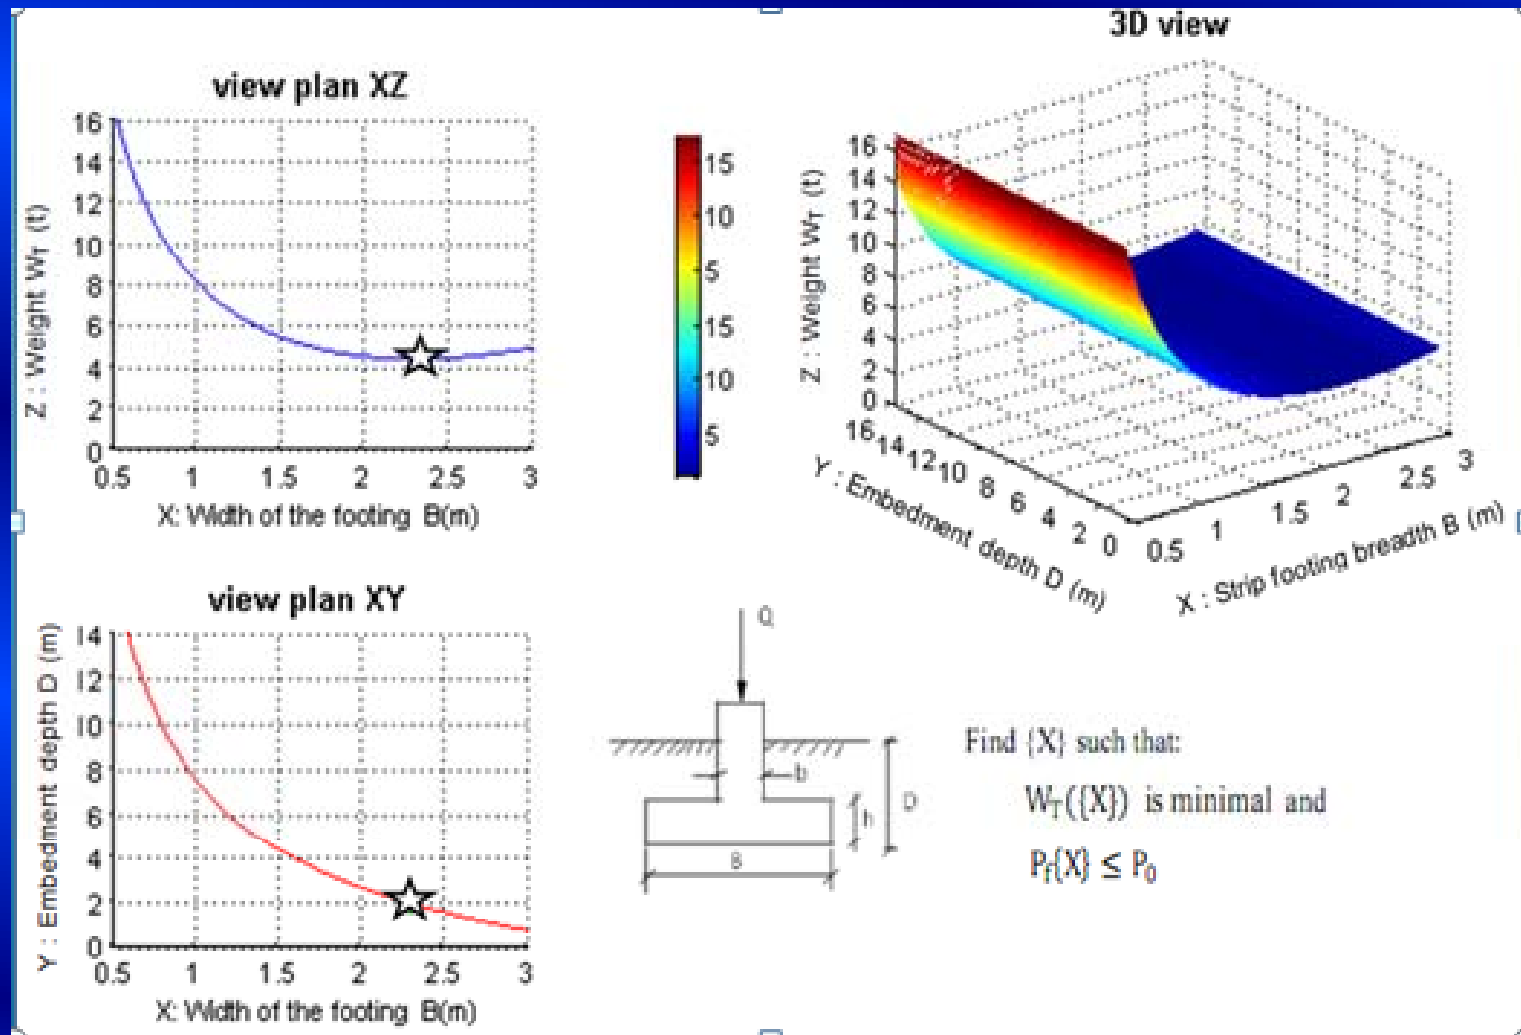 3D view
view plan XZ
16
14
12
10
8
6
4
2
0
Z : Weight WT (t)
0.5 1 1.5 2 2.5 3
X: Width of the footing B(m)
15
10
5
15
10
5
16
14
12
10
8
6
4
2
0
Z : Weight WT (t)
16 14 12 10 8 6 4 2 0
Y : Embedment depth D (m)
0.5 1 1.5 2 2.5 3
X : Strip footing breadth B (m)
view plan XY
14
12
10
8
6
4
2
0
Y : Embedment depth D (m)
0.5 1 1.5 2 2.5 3
X: Width of the footing B(m)
Q
b
h
D
B
Find {X} such that:
WT({X}) is minimal and
Pf{X} ≤ P0